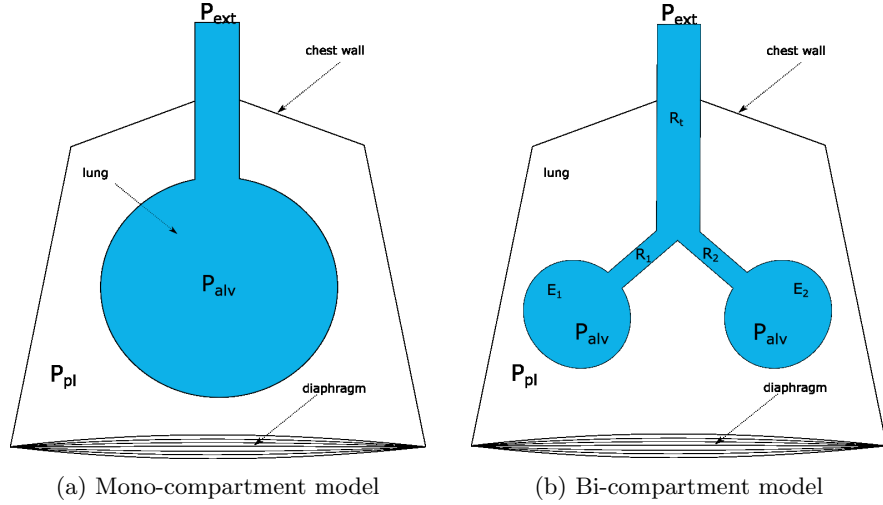 P_ext
chest wall
lung
P_alv
P_pl
diaphragm
(a) Mono-compartment model
P_ext
chest wall
R_t
lung
R_1
R_2
E_1
E_2
P_alv
P_alv
P_pl
diaphragm
(b) Bi-compartment model